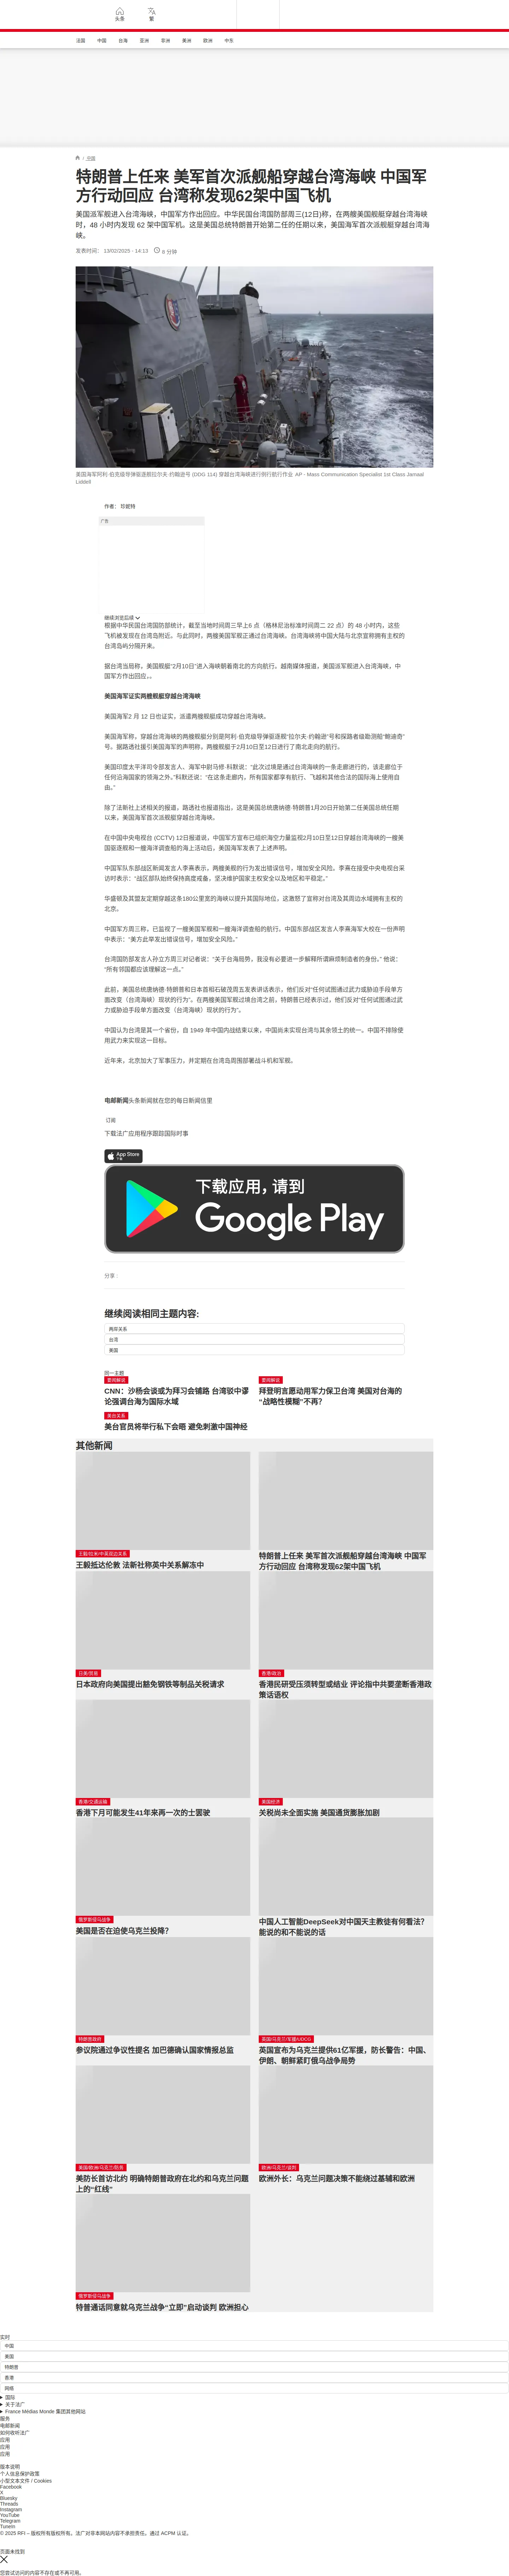 头条
繁
法国
中国
台海
亚洲
非洲
美洲
欧洲
中东
/ 中国
特朗普上任来 美军首次派舰船穿越台湾海峡 中国军
方行动回应 台湾称发现62架中国飞机
美国派军舰进入台湾海峡，中国军方作出回应。中华民国台湾国防部周三(12日)称，在两艘美国舰艇穿越台湾海峡
时，48 小时内发现 62 架中国军机。这是美国总统特朗普开始第二任的任期以来，美国海军首次派舰艇穿越台湾海
峡。
发表时间： 13/02/2025 - 14:13
6 分钟
美国海军阿利·伯克级导弹驱逐舰拉尔夫·约翰逊号 (DDG 114) 穿越台湾海峡进行例行航行作业 AP - Mass Communication Specialist 1st Class Jamaal
Liddell
作者： 珍妮特
广告
继续浏览后续
根据中华民国台湾国防部统计，截至当地时间周三早上6 点（格林尼治标准时间周二 22 点）的 48 小时内，这些
飞机被发现在台湾岛附近。与此同时，两艘美国军舰正通过台湾海峡。台湾海峡将中国大陆与北京宣称拥有主权的
台湾岛屿分隔开来。
据台湾当局称，美国舰艇“2月10日”进入海峡朝着南北的方向航行。越南媒体报道、美国派军舰进入台湾海峡，中
国军方作出回应，。
美国海军证实两艘舰艇穿越台湾海峡
美国海军2 月 12 日也证实，派遣两艘舰艇成功穿越台湾海峡。
美国海军称，穿越台湾海峡的两艘舰艇分别是阿利·伯克级导弹驱逐舰“拉尔夫·约翰逊”号和探路者级勘测船“鲍迪奇”
号。据路透社援引美国海军的声明称，两艘舰艇于2月10日至12日进行了南北走向的航行。
美国印度太平洋司令部发言人、海军中尉马修·科默说：“此次过境是通过台湾海峡的一条走廊进行的，该走廊位于
任何沿海国家的领海之外。”科默还说：“在这条走廊内，所有国家都享有航行、飞越和其他合法的国际海上使用自
由。”
除了法新社上述相关的报道，路透社也报道指出，这是美国总统唐纳德·特朗普1月20日开始第二任美国总统任期
以来，美国海军首次派舰艇穿越台湾海峡。
在中国中央电视台 (CCTV) 12日报道说，中国军方宣布已组织海空力量监视2月10日至12日穿越台湾海峡的一艘美
国驱逐舰和一艘海洋调查船的海上活动后，美国海军发表了上述声明。
中国军队东部战区新闻发言人李熹表示，两艘美舰的行为发出错误信号，增加安全风险。李熹在接受中央电视台采
访时表示：“战区部队始终保持高度戒备，坚决维护国家主权安全以及地区和平稳定。”
华盛顿及其盟友定期穿越这条180公里宽的海峡以提升其国际地位，这激怒了宣称对台湾及其周边水域拥有主权的
北京。
中国军方周三称，已监视了一艘美国军舰和一艘海洋调查船的航行。中国东部战区发言人李熹海军大校在一份声明
中表示：“美方此举发出错误信号，增加安全风险。”
台湾国防部发言人孙立方周三对记者说：“关于台海局势，我没有必要进一步解释所谓麻烦制造者的身份。” 他说：
“所有邻国都应该理解这一点。”
此前，美国总统唐纳德·特朗普和日本首相石破茂周五发表讲话表示，他们反对“任何试图通过武力或胁迫手段单方
面改变（台湾海峡）现状的行为”。在两艘美国军舰过境台湾之前，特朗普已经表示过，他们反对“任何试图通过武
力或胁迫手段单方面改变（台湾海峡）现状的行为”。
中国认为台湾是其一个省份，自 1949 年中国内战结束以来，中国尚未实现台湾与其余领土的统一。中国不排除使
用武力来实现这一目标。
近年来，北京加大了军事压力，并定期在台湾岛周围部署战斗机和军舰。
电邮新闻头条新闻就在您的每日新闻信里
订阅
下载法广应用程序跟踪国际时事
App Store
下载应用，请到
Google Play
分享 :
继续阅读相同主题内容:
两岸关系
台湾
美国
同一主题
要闻解说
CNN：沙杨会谈或为拜习会铺路 台湾驳中谬
论强调台海为国际水域
要闻解说
拜登明言愿动用军力保卫台湾 美国对台海的
“战略性模糊”不再？
美台关系
美台官员将举行私下会晤 避免刺激中国神经
其他新闻
王毅/拉米/中英双边关系
王毅抵达伦敦 法新社称英中关系解冻中
特朗普上任来 美军首次派舰船穿越台湾海峡 中国军
方行动回应 台湾称发现62架中国飞机
日美/贸易
日本政府向美国提出豁免钢铁等制品关税请求
香港/政治
香港民研受压须转型或结业 评论指中共要垄断香港政
策话语权
香港/交通运输
香港下月可能发生41年来再一次的士罢驶
美国经济
关税尚未全面实施 美国通货膨胀加剧
俄罗斯侵乌战争
美国是否在迫使乌克兰投降？
中国人工智能DeepSeek对中国天主教徒有何看法？
能说的和不能说的话
特朗普政府
参议院通过争议性提名 加巴德确认国家情报总监
英国/乌克兰/军援/UDCG
英国宣布为乌克兰提供61亿军援，防长警告：中国、
伊朗、朝鲜紧盯俄乌战争局势
美国/欧洲/乌克兰/防务
美防长首访北约 明确特朗普政府在北约和乌克兰问题
上的“红线”
欧洲/乌克兰/谈判
欧洲外长：乌克兰问题决策不能绕过基辅和欧洲
俄罗斯侵乌战争
特普通话同意就乌克兰战争“立即”启动谈判 欧洲担心
实时
中国
美国
特朗普
香港
网络
国际
关于法广
France Médias Monde 集团其他网站
服务
电邮新闻
如何收听法广
应用
应用
应用
版本说明
个人信息保护政策
小型文本文件 / Cookies
Facebook
X
Bluesky
Threads
Instagram
YouTube
Telegram
TuneIn
© 2025 RFI – 版权所有版权所有。法广对非本网站内容不承担责任。通过 ACPM 认证。
页面未找到
您尝试访问的内容不存在或不再可用。